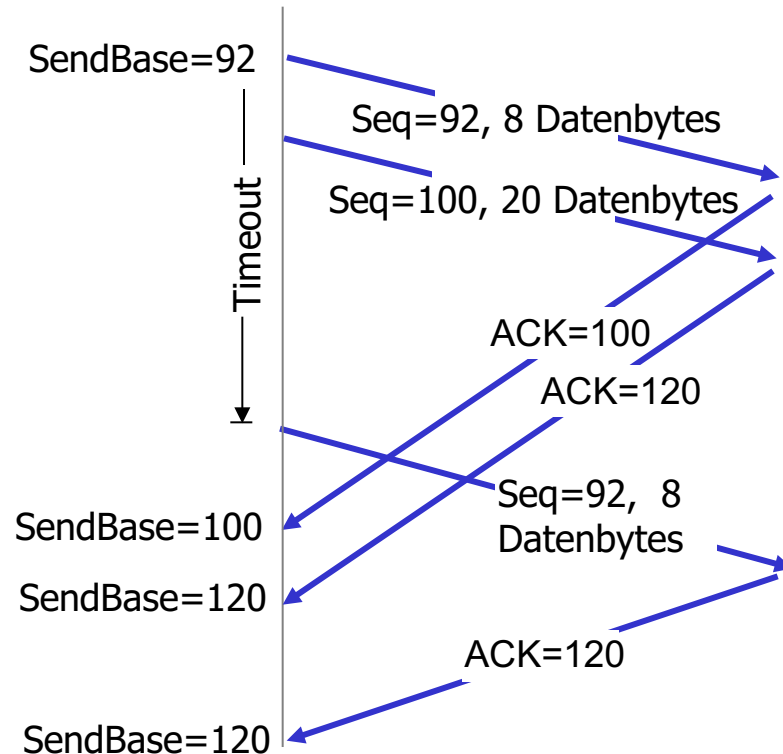 SendBase=92
Seq=92, 8 Datenbytes
Seq=100, 20 Datenbytes
Timeout
ACK=100
ACK=120
Seq=92, 8
Datenbytes
SendBase=100
SendBase=120
ACK=120
SendBase=120